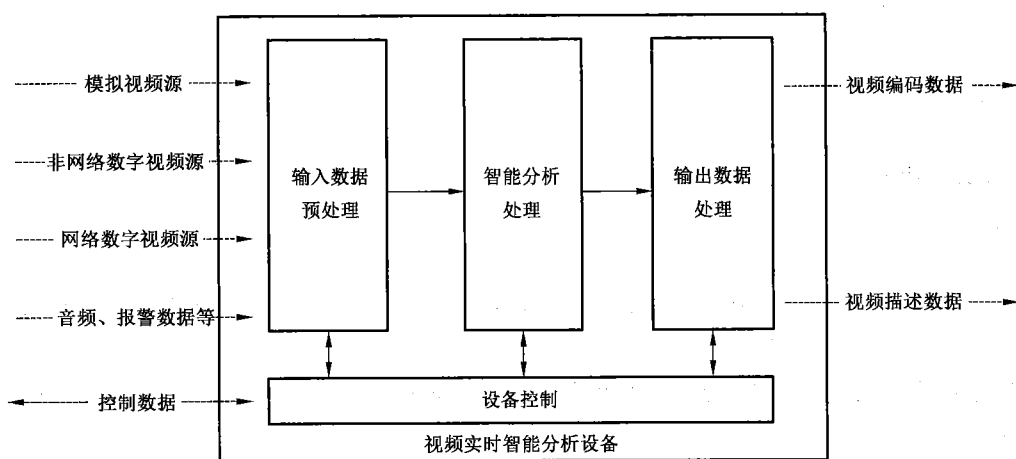 模拟视频源
非网络数字视频源
网络数字视频源
音频、报警数据等
控制数据
输入数据
预处理
智能分析
处理
输出数据
处理
视频编码数据
视频描述数据
设备控制
视频实时智能分析设备